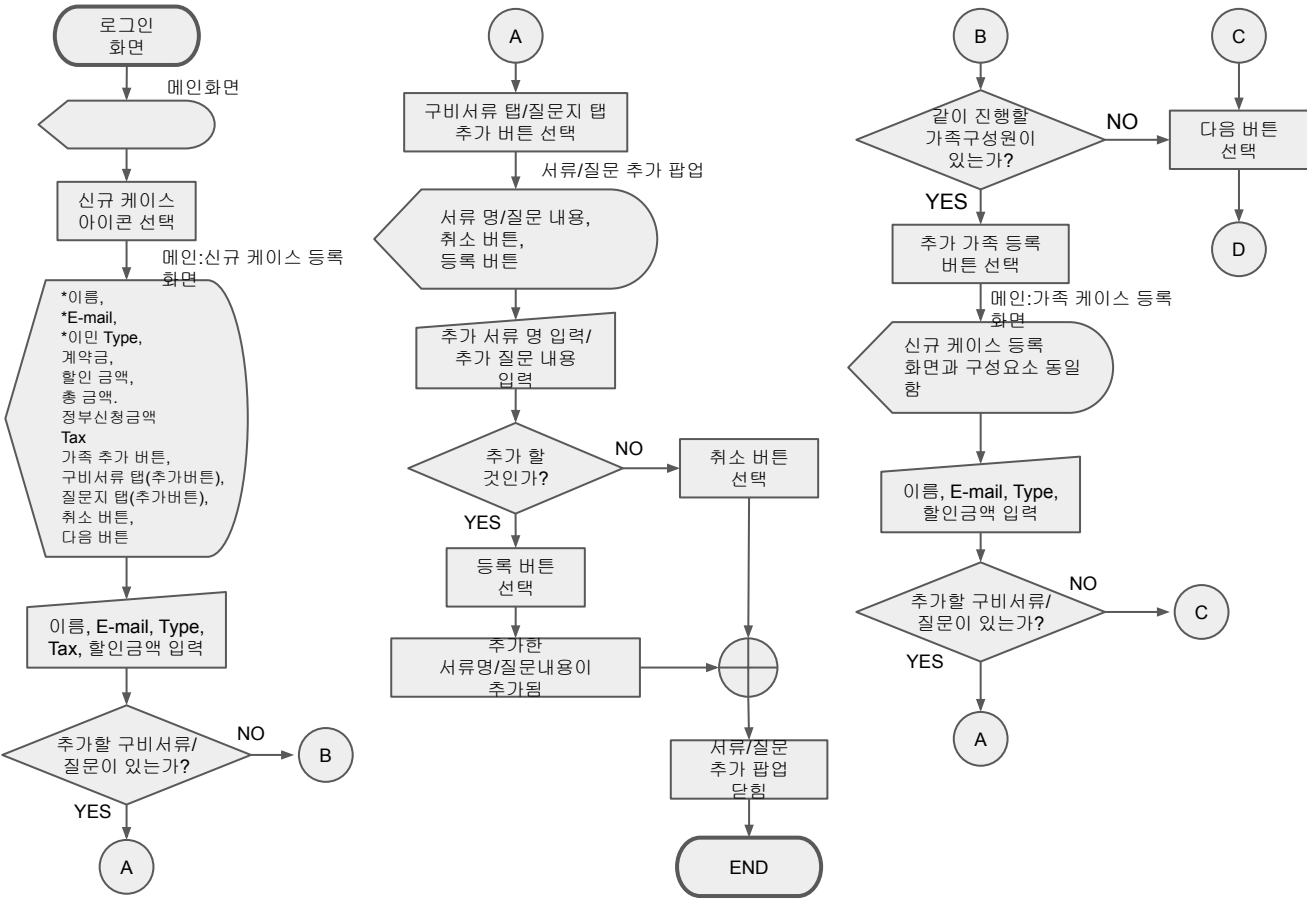 로그인
화면
메인화면
신규 케이스
아이콘 선택
메인:신규 케이스 등록
화면
*이름,
*E-mail,
*이민 Type,
계약금,
할인 금액,
총 금액.
정부신청금액
Tax
가족 추가 버튼,
구비서류 탭(추가버튼),
질문지 탭(추가버튼),
취소 버튼,
다음 버튼
이름, E-mail, Type,
Tax, 할인금액 입력
추가할 구비서류/
질문이 있는가?
NO
B
YES
A
A
구비서류 탭/질문지 탭
추가 버튼 선택
서류/질문 추가 팝업
서류 명/질문 내용,
취소 버튼,
등록 버튼
추가 서류 명 입력/
추가 질문 내용
입력
추가 할
것인가?
NO
취소 버튼
선택
YES
등록 버튼
선택
추가한
서류명/질문내용이
추가됨
서류/질문
추가 팝업
닫힘
END
B
같이 진행할
가족구성원이
있는가?
NO
YES
추가 가족 등록
버튼 선택
메인:가족 케이스 등록
화면
신규 케이스 등록
화면과 구성요소 동일
함
이름, E-mail, Type,
할인금액 입력
추가할 구비서류/
질문이 있는가?
NO
C
YES
A
C
다음 버튼
선택
D